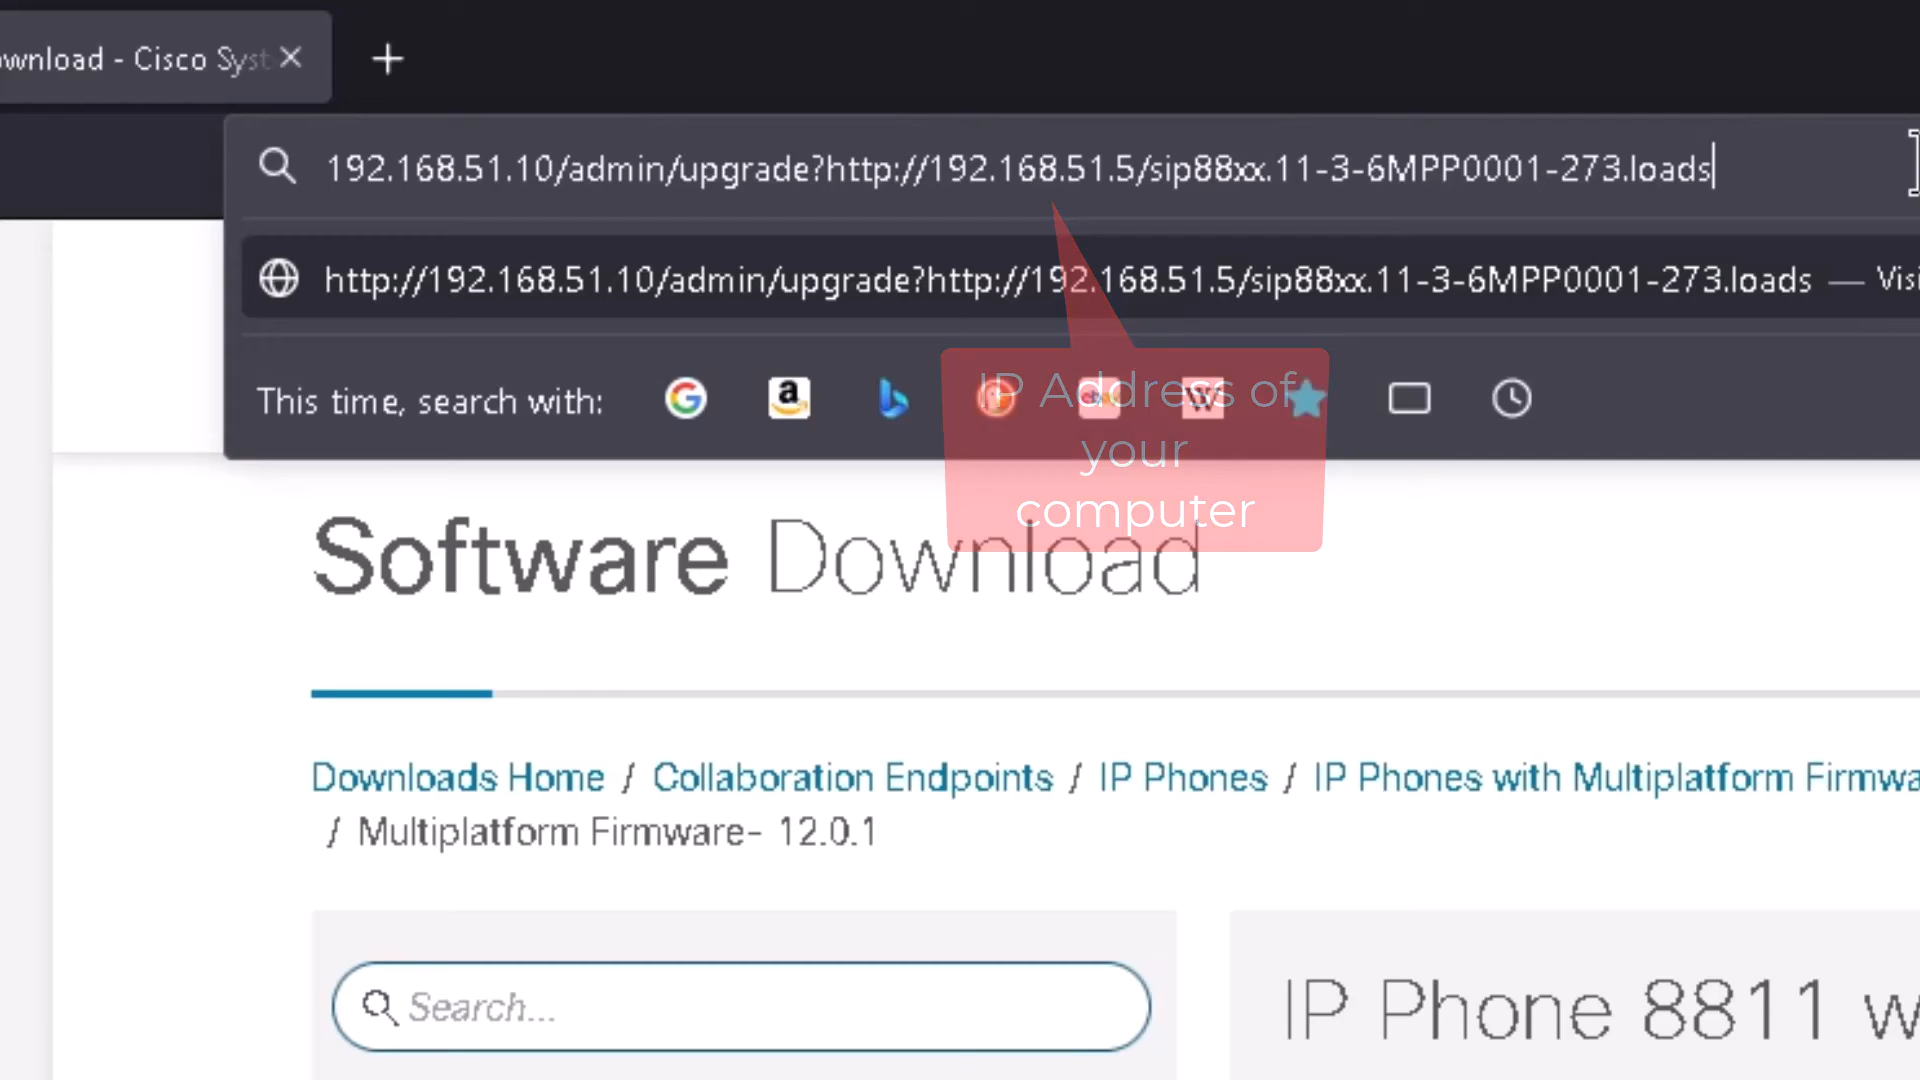 ownload - Cisco Syst
192.168.51.10/admin/upgrade?http://192.168.51.5/sip88xx.11-3-6MPP0001-273.loads
http://192.168.51.10/admin/upgrade?http://192.168.51.5/sip88xx.11-3-6MPP0001-273.loads — Visi
This time, search with:
IP Address of
your
computer
Software Download
Downloads Home / Collaboration Endpoints / IP Phones / IP Phones with Multiplatform Firmwa
/ Multiplatform Firmware- 12.0.1
Search...
IP Phone 8811 w